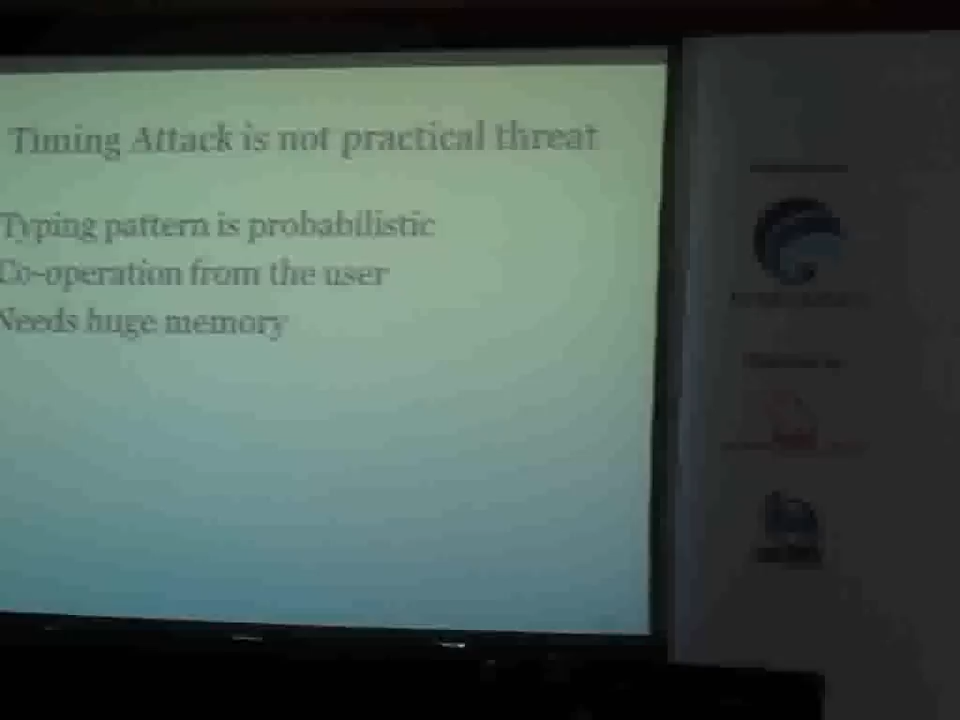 Timing Attack is not practical threat
Typing pattern is probabilistic
Co-operation from the user
Needs huge memory